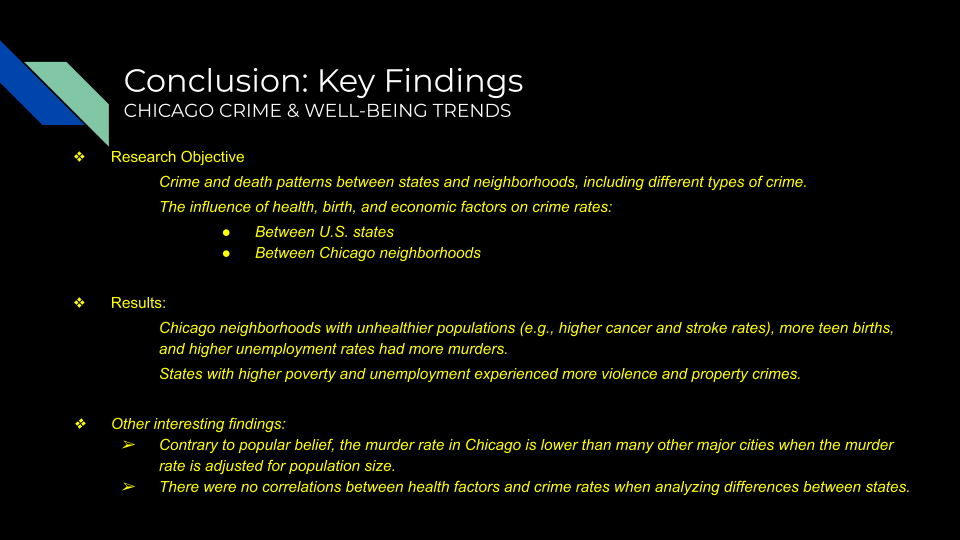 Conclusion: Key Findings
CHICAGO CRIME & WELL-BEING TRENDS
❖ Research Objective
Crime and death patterns between states and neighborhoods, including different types of crime.
The influence of health, birth, and economic factors on crime rates:
● Between U.S. states
● Between Chicago neighborhoods
❖ Results:
Chicago neighborhoods with unhealthier populations (e.g., higher cancer and stroke rates), more teen births,
and higher unemployment rates had more murders.
States with higher poverty and unemployment experienced more violence and property crimes.
❖ Other interesting findings:
➢ Contrary to popular belief, the murder rate in Chicago is lower than many other major cities when the murder
rate is adjusted for population size.
➢ There were no correlations between health factors and crime rates when analyzing differences between states.